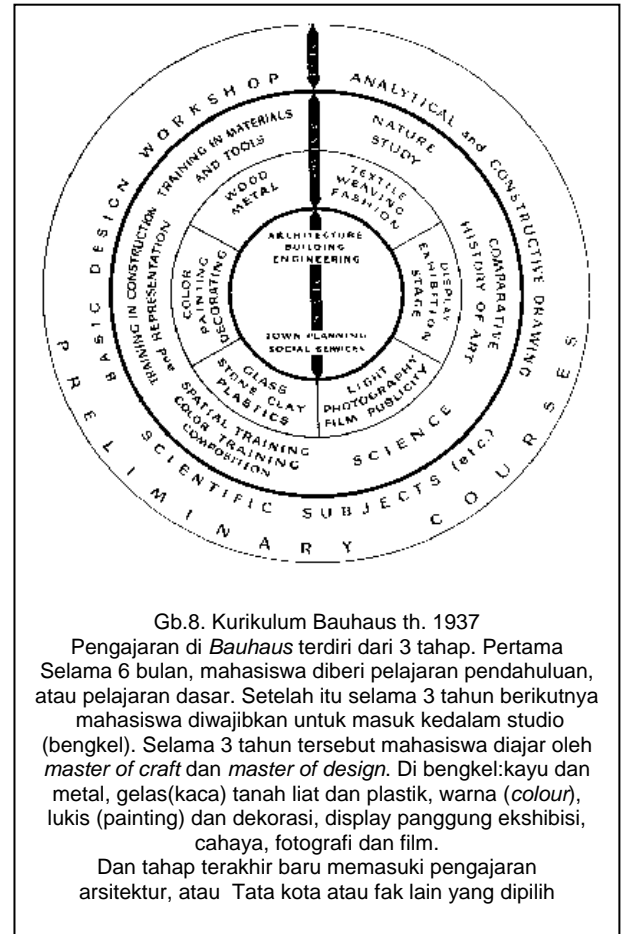 PRELIMINARY COURSES
BASIC DESIGN WORKSHOP
ANALYTICAL and CONSTRUCTIVE DRAWING
SCIENTIFIC SUBJECTS (etc.)
TRAINING IN MATERIALS
AND TOOLS
NATURE
STUDY
COMPARATIVE
HISTORY OF ART
SCIENCE
SPATIAL TRAINING
COLOR TRAINING
COMPOSITION
TRAINING IN CONSTRUCTION
and REPRESENTATION
WOOD
METAL
TEXTILE
WEAVING
FASHION
DISPLAY
EXHIBITION
STAGE
LIGHT
PHOTOGRAPHY
FILM PUBLICITY
GLASS
STONE CLAY
PLASTICS
COLOR
PAINTING
DECORATING
ARCHITECTURE
BUILDING
ENGINEERING
TOWN PLANNING
SOCIAL SERVICES
Gb.8. Kurikulum Bauhaus th. 1937
Pengajaran di Bauhaus terdiri dari 3 tahap. Pertama
Selama 6 bulan, mahasiswa diberi pelajaran pendahuluan,
atau pelajaran dasar. Setelah itu selama 3 tahun berikutnya
mahasiswa diwajibkan untuk masuk kedalam studio
(bengkel). Selama 3 tahun tersebut mahasiswa diajar oleh
master of craft dan master of design. Di bengkel:kayu dan
metal, gelas(kaca) tanah liat dan plastik, warna (colour),
lukis (painting) dan dekorasi, display panggung ekshibisi,
cahaya, fotografi dan film.
Dan tahap terakhir baru memasuki pengajaran
arsitektur, atau Tata kota atau fak lain yang dipilih